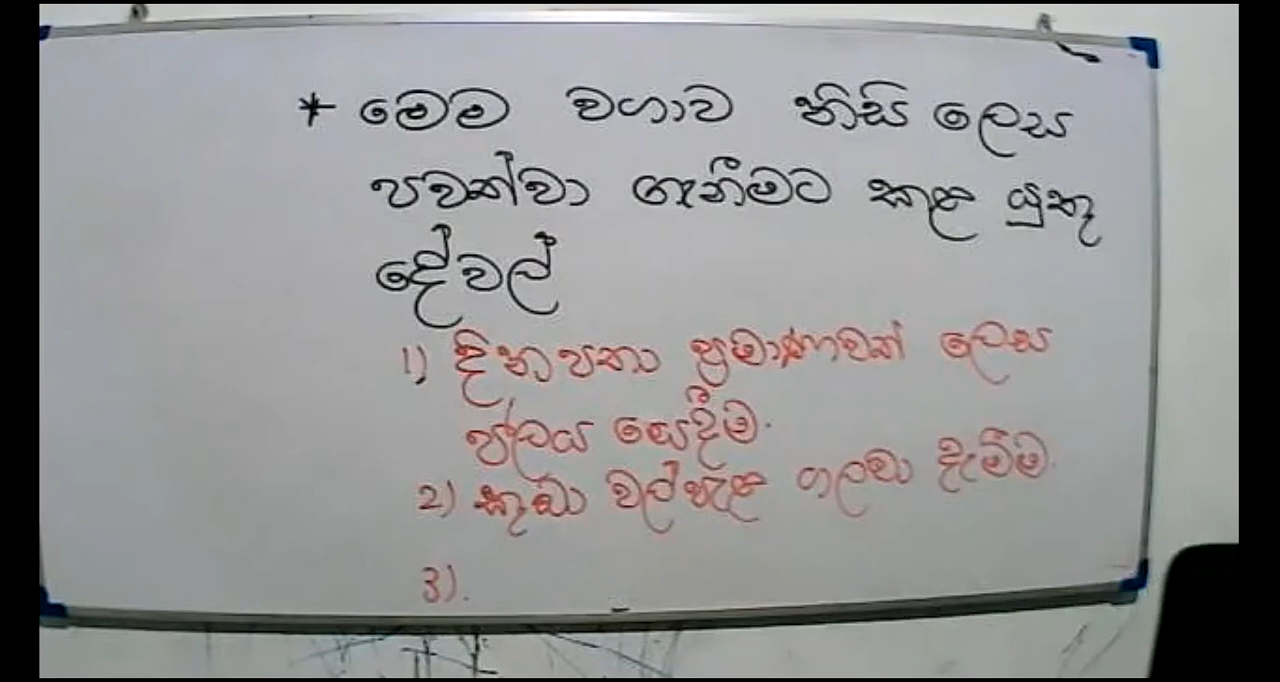 * මෙම වගාව නිසි ලෙස
පවත්වා ගැනීමට කළ යුතු
දේවල්
1) දිනපතා ප්‍රමාණවත් ලෙස
ජලය යෙදීම.
2) කුඩා වල්පැළ ගලවා දැමීම.
3).